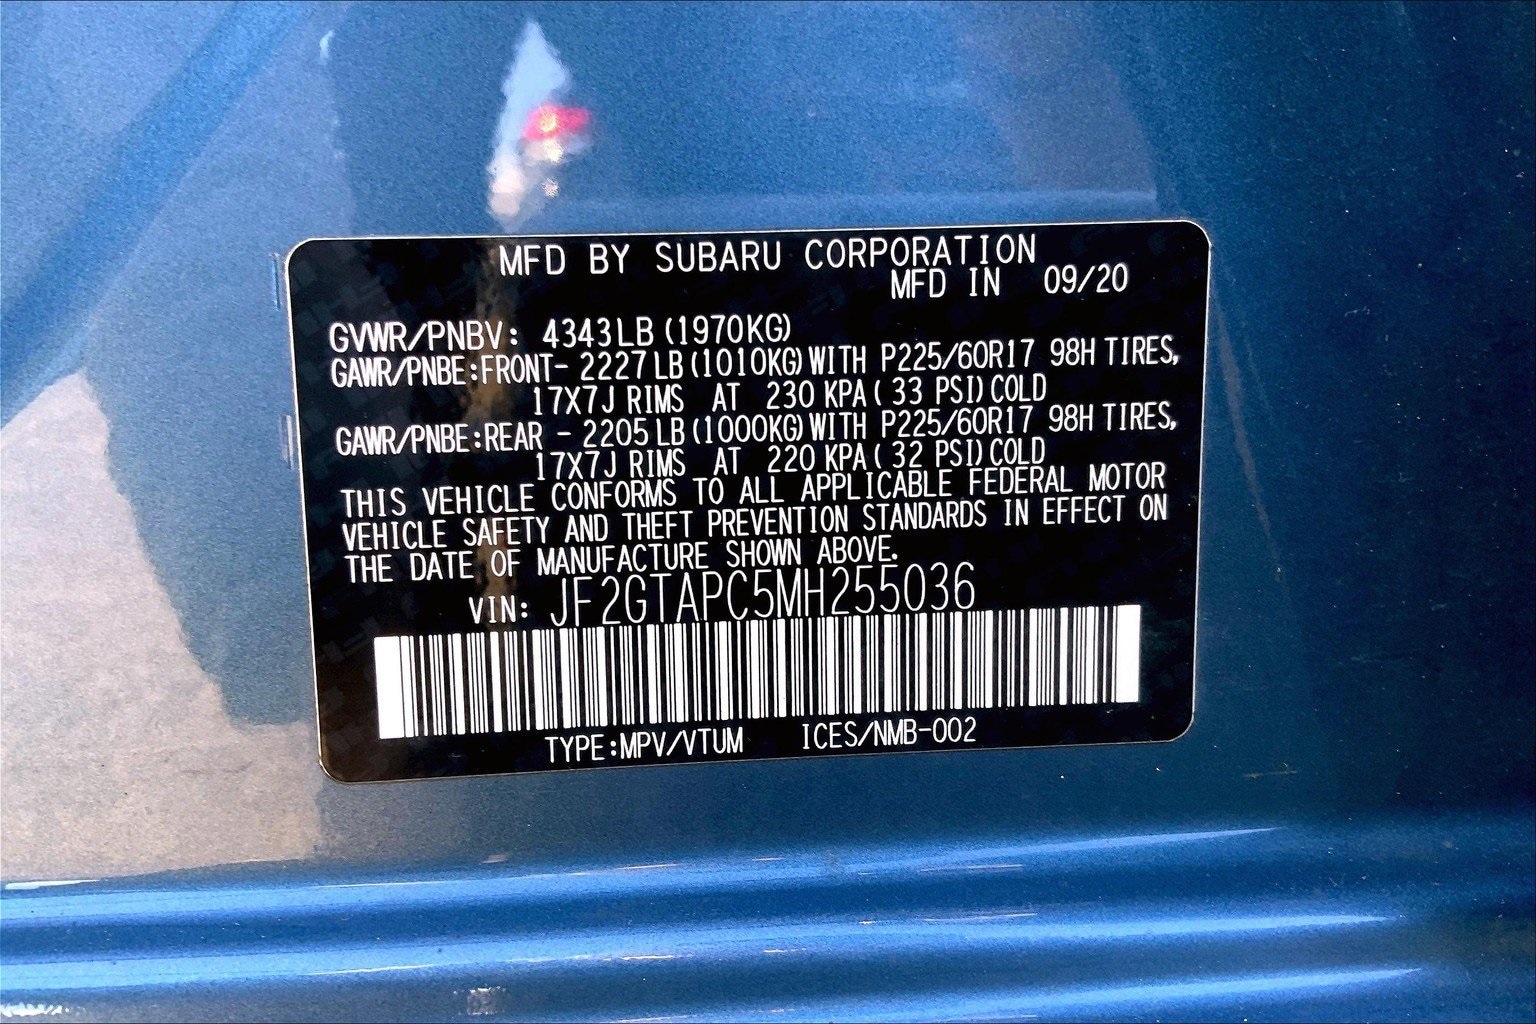 MFD BY SUBARU CORPORATION
MFD IN 09/20
GVWR/PNBV: 4343LB (1970KG)
GAWR/PNBE:FRONT- 2227LB (1010KG) WITH P225/60R17 98H TIRES,
17X7J RIMS AT 230 KPA ( 33 PSI) COLD
GAWR/PNBE:REAR - 2205LB (1000KG) WITH P225/60R17 98H TIRES,
17X7J RIMS AT 220 KPA ( 32 PSI) COLD
THIS VEHICLE CONFORMS TO ALL APPLICABLE FEDERAL MOTOR
VEHICLE SAFETY AND THEFT PREVENTION STANDARDS IN EFFECT ON
THE DATE OF MANUFACTURE SHOWN ABOVE.
VIN: JF2GTAPC5MH255036
TYPE:MPV/VTUM ICES/NMB-002